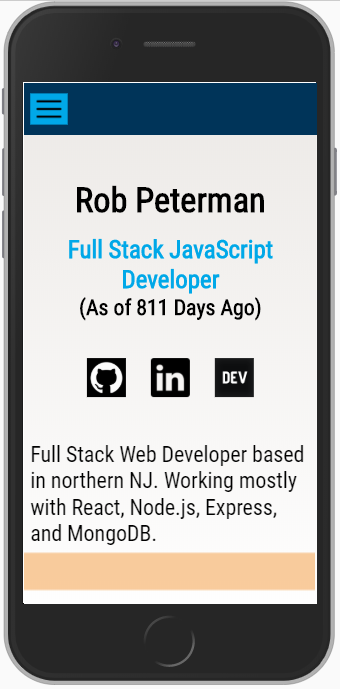 Rob Peterman
Full Stack JavaScript
Developer
(As of 811 Days Ago)
in DEV
Full Stack Web Developer based
in northern NJ. Working mostly
with React, Node.js, Express,
and MongoDB.